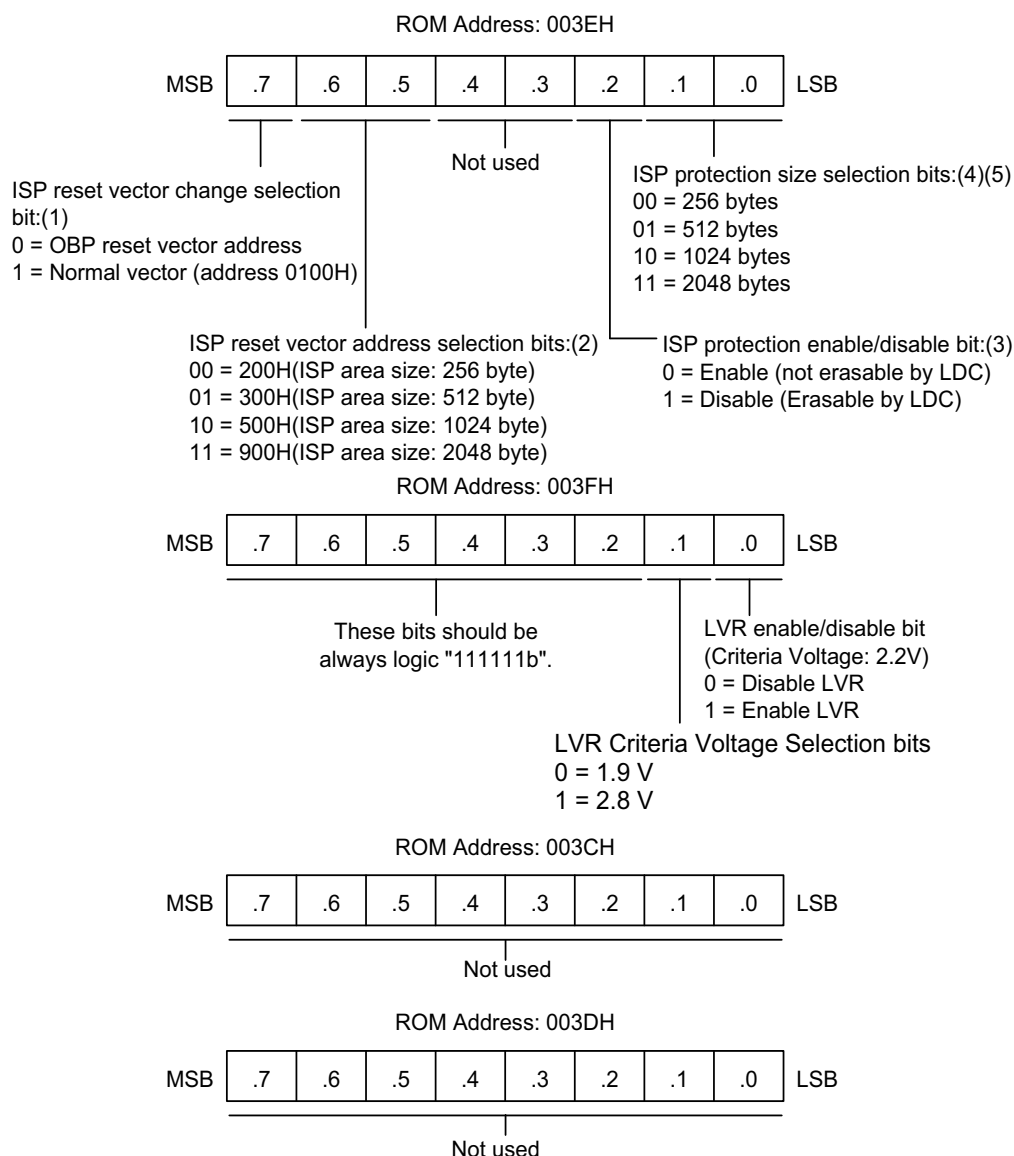 ROM Address: 003EH
MSB .7 .6 .5 .4 .3 .2 .1 .0 LSB
Not used
ISP reset vector change selection
bit:(1)
0 = OBP reset vector address
1 = Normal vector (address 0100H)
ISP protection size selection bits:(4)(5)
00 = 256 bytes
01 = 512 bytes
10 = 1024 bytes
11 = 2048 bytes
ISP reset vector address selection bits:(2)
00 = 200H(ISP area size: 256 byte)
01 = 300H(ISP area size: 512 byte)
10 = 500H(ISP area size: 1024 byte)
11 = 900H(ISP area size: 2048 byte)
ISP protection enable/disable bit:(3)
0 = Enable (not erasable by LDC)
1 = Disable (Erasable by LDC)
ROM Address: 003FH
MSB .7 .6 .5 .4 .3 .2 .1 .0 LSB
These bits should be
always logic "111111b".
LVR enable/disable bit
(Criteria Voltage: 2.2V)
0 = Disable LVR
1 = Enable LVR
LVR Criteria Voltage Selection bits
0 = 1.9 V
1 = 2.8 V
ROM Address: 003CH
MSB .7 .6 .5 .4 .3 .2 .1 .0 LSB
Not used
ROM Address: 003DH
MSB .7 .6 .5 .4 .3 .2 .1 .0 LSB
Not used